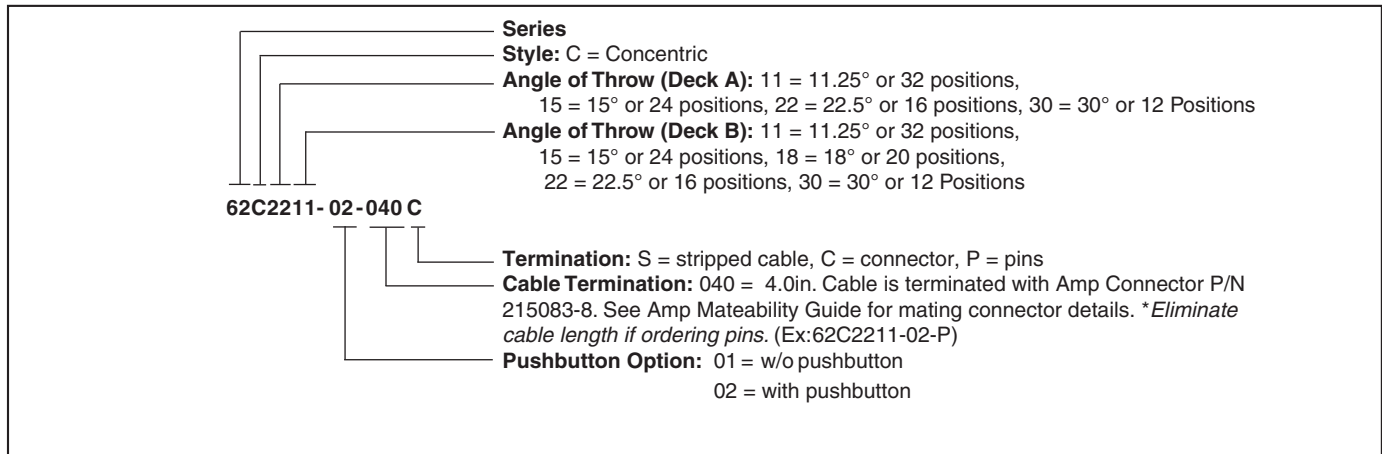 Series
Style: C = Concentric
Angle of Throw (Deck A): 11 = 11.25° or 32 positions,
15 = 15° or 24 positions, 22 = 22.5° or 16 positions, 30 = 30° or 12 Positions
Angle of Throw (Deck B): 11 = 11.25° or 32 positions,
15 = 15° or 24 positions, 18 = 18° or 20 positions,
22 = 22.5° or 16 positions, 30 = 30° or 12 Positions
62C2211-02-040 C
Termination: S = stripped cable, C = connector, P = pins
Cable Termination: 040 = 4.0in. Cable is terminated with Amp Connector P/N
215083-8. See Amp Mateability Guide for mating connector details. *Eliminate
cable length if ordering pins. (Ex:62C2211-02-P)
Pushbutton Option: 01 = w/o pushbutton
02 = with pushbutton